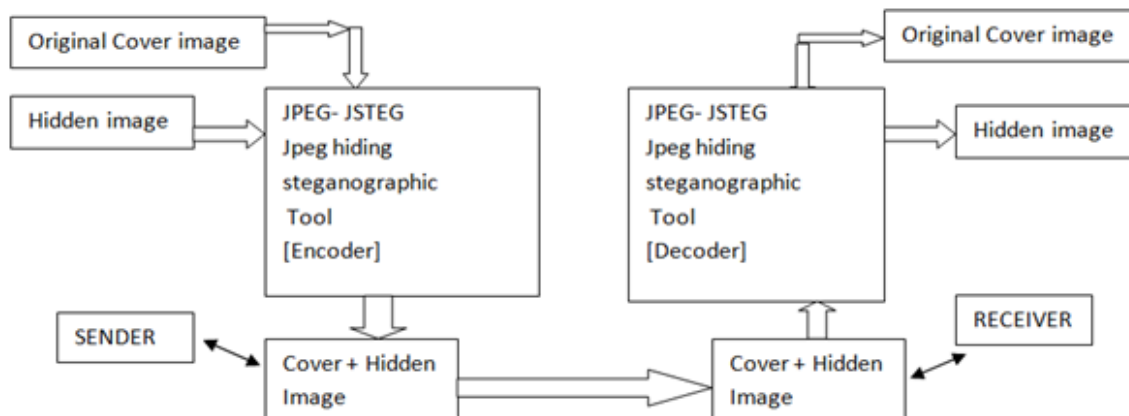 Original Cover image
Hidden image
JPEG- JSTEG
Jpeg hiding
steganographic
Tool
[Encoder]
SENDER
Cover + Hidden
Image
Original Cover image
Hidden image
JPEG- JSTEG
Jpeg hiding
steganographic
Tool
[Decoder]
RECEIVER
Cover + Hidden
Image